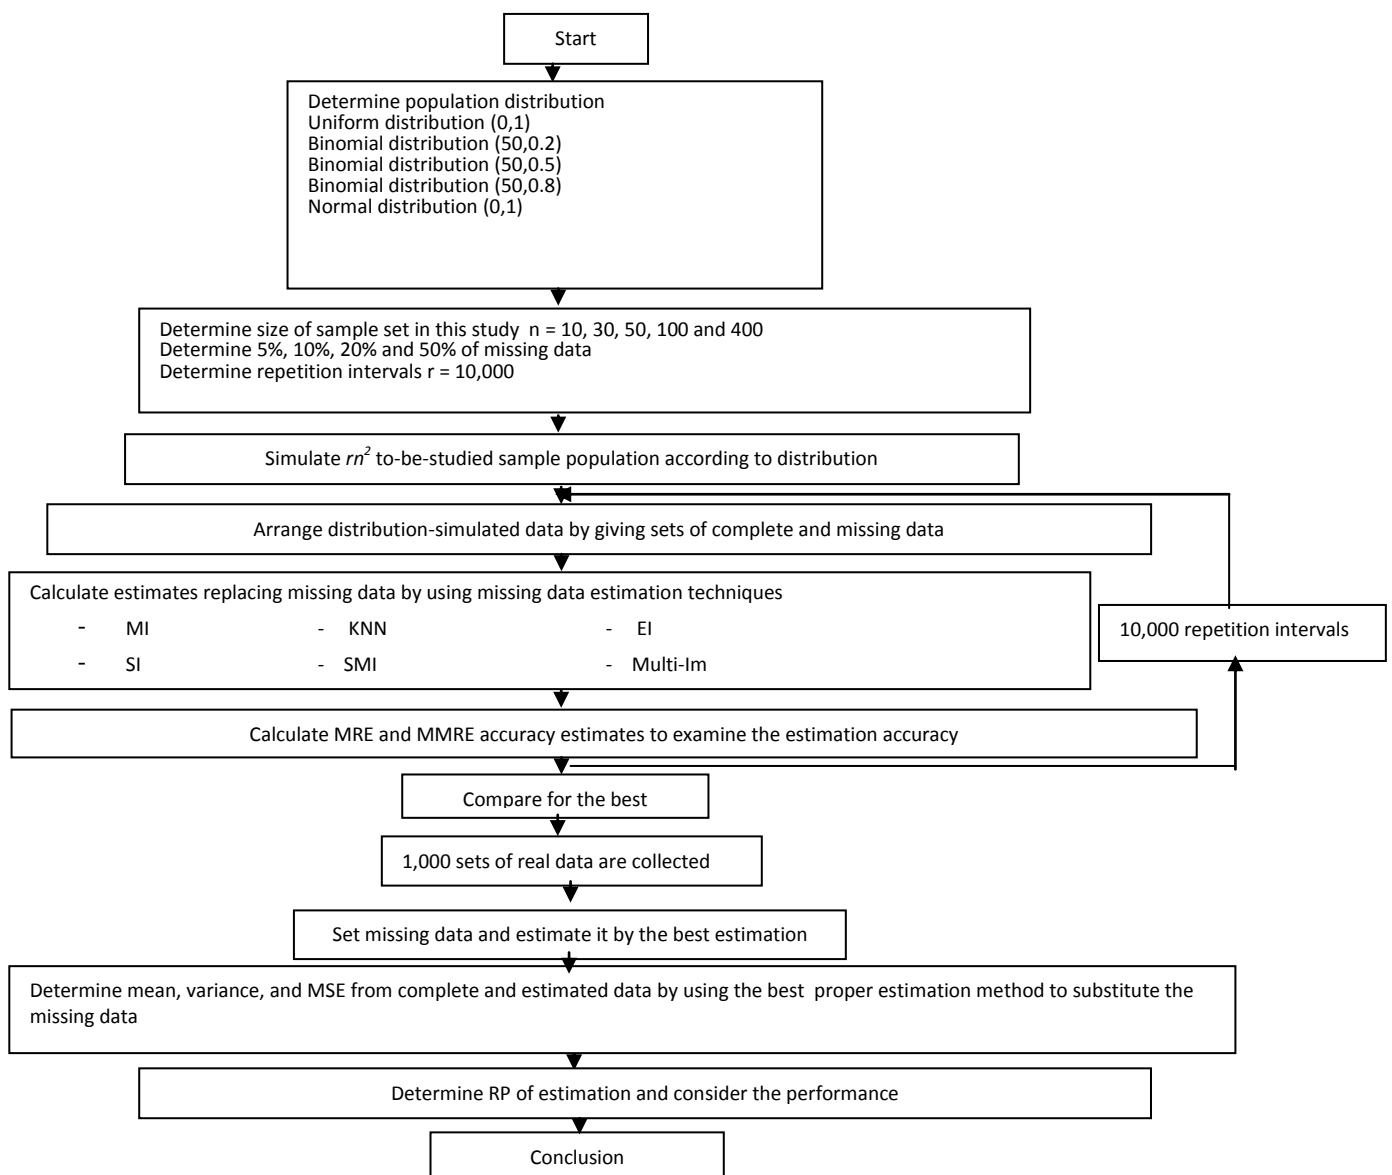 Start
Determine population distribution
Uniform distribution (0,1)
Binomial distribution (50,0.2)
Binomial distribution (50,0.5)
Binomial distribution (50,0.8)
Normal distribution (0,1)
Determine size of sample set in this study n = 10, 30, 50, 100 and 400
Determine 5%, 10%, 20% and 50% of missing data
Determine repetition intervals r = 10,000
Simulate rn² to-be-studied sample population according to distribution
Arrange distribution-simulated data by giving sets of complete and missing data
Calculate estimates replacing missing data by using missing data estimation techniques
- MI - KNN - EI
- SI - SMI - Multi-Im
10,000 repetition intervals
Calculate MRE and MMRE accuracy estimates to examine the estimation accuracy
Compare for the best
1,000 sets of real data are collected
Set missing data and estimate it by the best estimation
Determine mean, variance, and MSE from complete and estimated data by using the best proper estimation method to substitute the
missing data
Determine RP of estimation and consider the performance
Conclusion